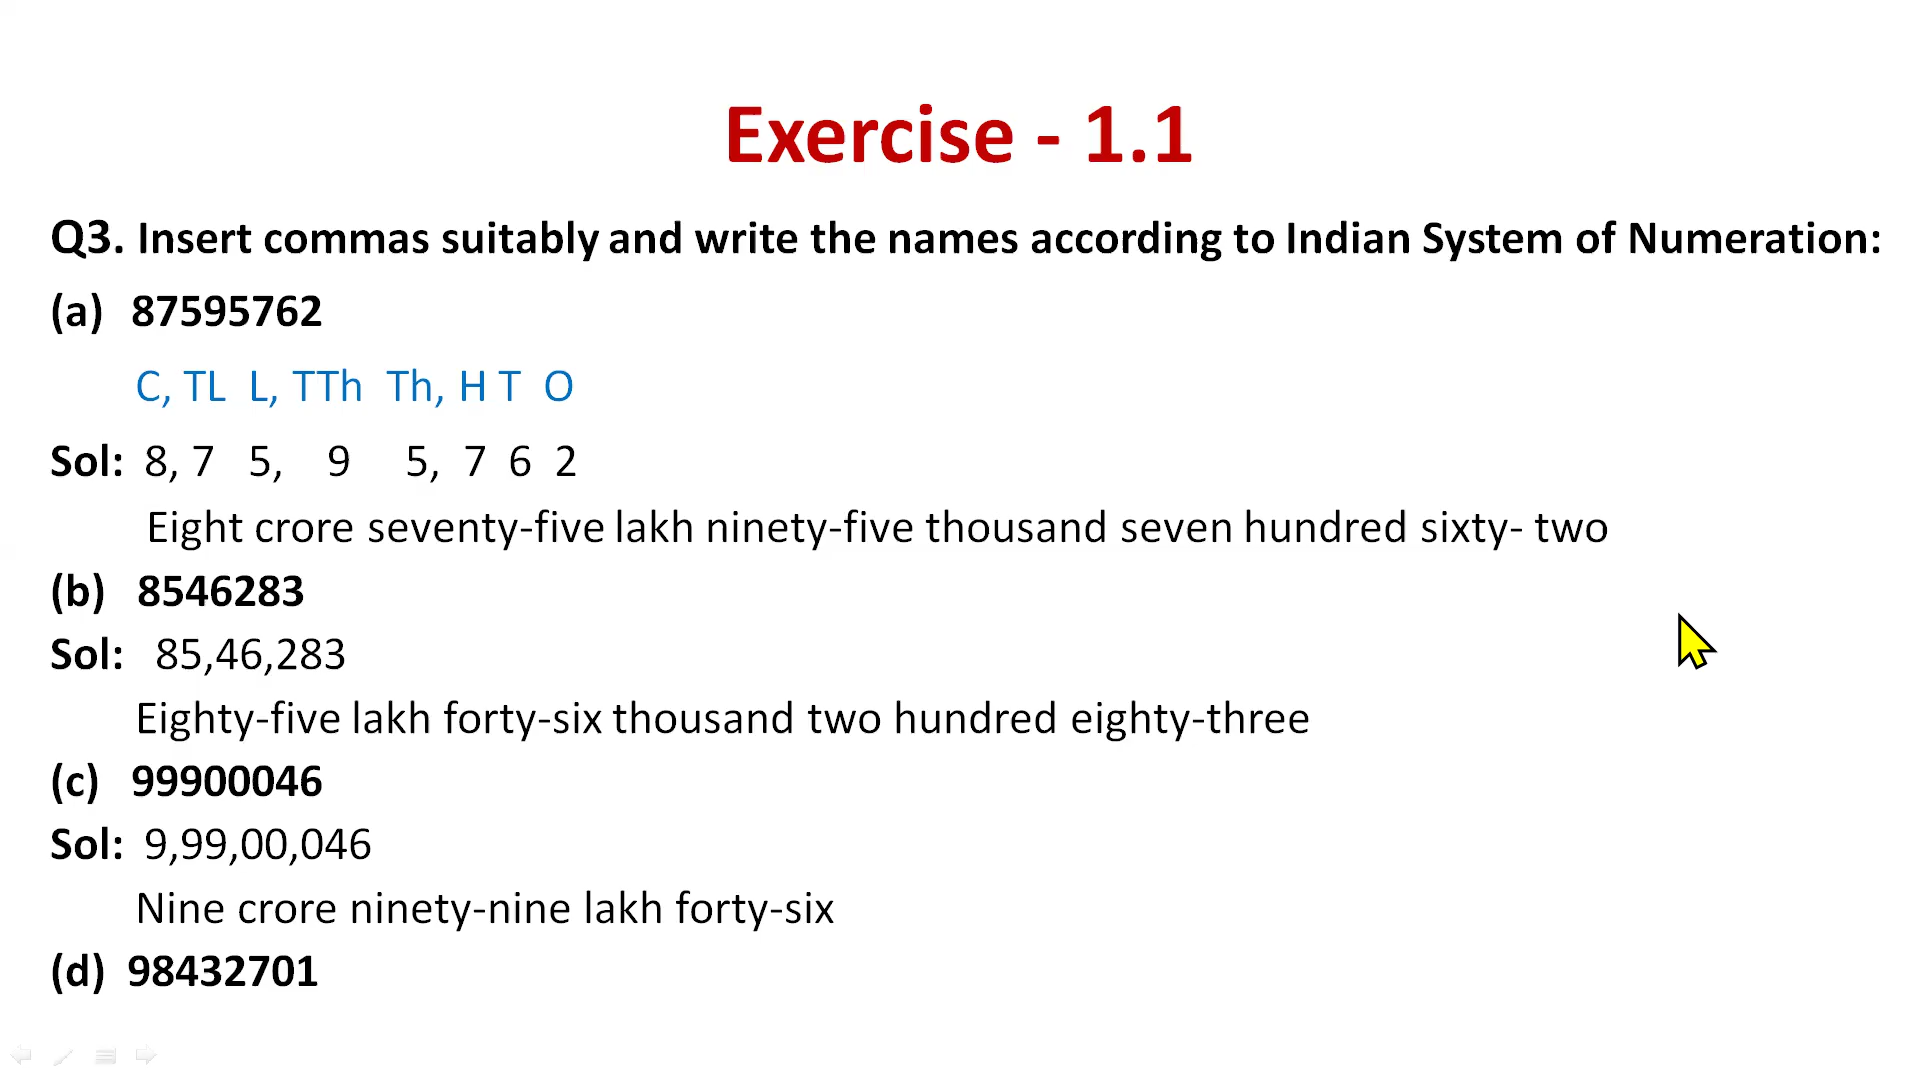 Exercise - 1.1
Q3. Insert commas suitably and write the names according to Indian System of Numeration:
(a) 87595762
C, TL L, TTh Th, H T O
Sol: 8, 7 5, 9 5, 7 6 2
Eight crore seventy-five lakh ninety-five thousand seven hundred sixty- two
(b) 8546283
Sol: 85,46,283
Eighty-five lakh forty-six thousand two hundred eighty-three
(c) 99900046
Sol: 9,99,00,046
Nine crore ninety-nine lakh forty-six
(d) 98432701